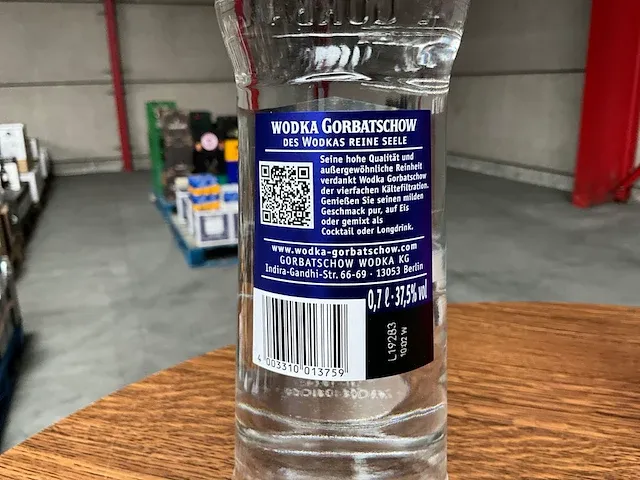 WODKA GORBATSCHOW
DES WODKAS REINE SEELE
Seine hohe Qualität und
außergewöhnliche Reinheit
verdankt Wodka Gorbatschow
der vierfachen Kältefiltration.
Genießen Sie seinen milden
Geschmack pur, auf Eis
oder gemixt als
Cocktail oder Longdrink.
www.wodka-gorbatschow.com
GORBATSCHOW WODKA KG
Indira-Gandhi-Str. 66-69 · 13053 Berlin
0,7 ℓ · 37,5% vol
L19283
10:02 W
4 003310 013759